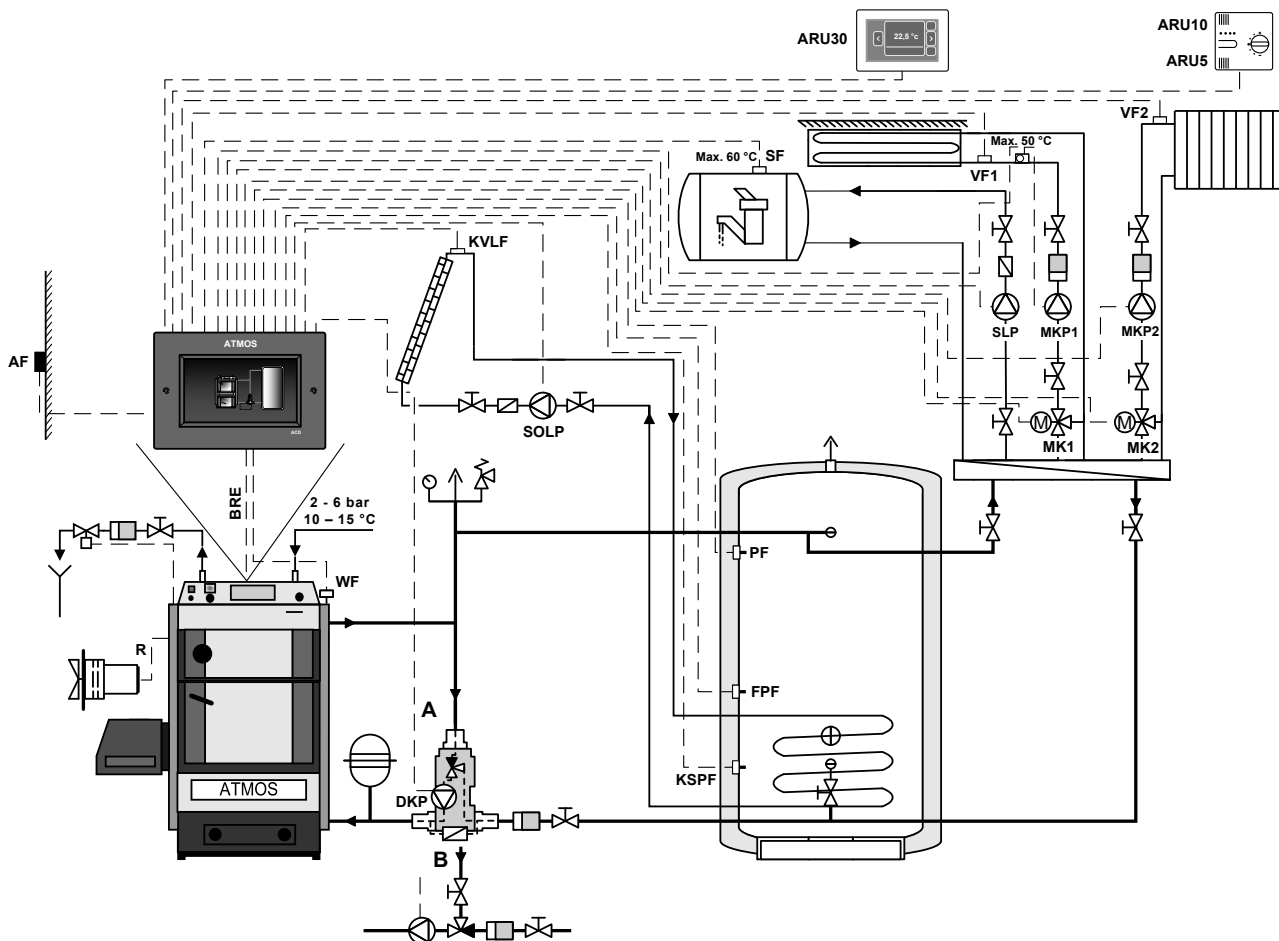 ARU30
22,5 °C
ARU10
ARU5
VF2
Max. 50 °C
Max. 60 °C
SF
VF1
KVLF
ATMOS
ACD
AF
SLP
MKP1
MKP2
SOLP
M
MK1
M
MK2
BRE
2 - 6 bar
10 – 15 °C
PF
WF
R
FPF
A
KSPF
ATMOS
DKP
B